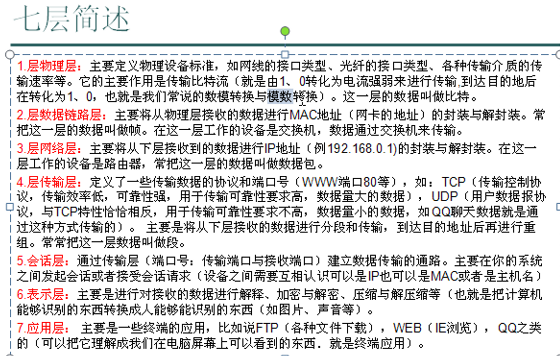 七层简述
1.层物理层：主要定义物理设备标准，如网线的接口类型、光纤的接口类型、各种传输介质的传
输速率等。它的主要作用是传输比特流（就是由1、0转化为电流强弱来进行传输,到达目的地后
在转化为1、0，也就是我们常说的数模转换与模数转换）。这一层的数据叫做比特。
2.层数据链路层：主要将从物理层接收的数据进行MAC地址（网卡的地址）的封装与解封装。常
把这一层的数据叫做帧。在这一层工作的设备是交换机，数据通过交换机来传输。
3.层网络层：主要将从下层接收到的数据进行IP地址（例192.168.0.1)的封装与解封装。在这一
层工作的设备是路由器，常把这一层的数据叫做数据包。
4.层传输层：定义了一些传输数据的协议和端口号（WWW端口80等），如：TCP（传输控制协
议，传输效率低，可靠性强，用于传输可靠性要求高，数据量大的数据），UDP（用户数据报协
议，与TCP特性恰恰相反，用于传输可靠性要求不高，数据量小的数据，如QQ聊天数据就是通
过这种方式传输的）。 主要是将从下层接收的数据进行分段和传输，到达目的地址后再进行重
组。常常把这一层数据叫做段。
5.会话层：通过传输层（端口号：传输端口与接收端口）建立数据传输的通路。主要在你的系统
之间发起会话或者接受会话请求（设备之间需要互相认识可以是IP也可以是MAC或者是主机名）
6.表示层：主要是进行对接收的数据进行解释、加密与解密、压缩与解压缩等（也就是把计算机
能够识别的东西转换成人能够能识别的东西（如图片、声音等）。
7.应用层： 主要是一些终端的应用，比如说FTP（各种文件下载），WEB（IE浏览），QQ之类
的（可以把它理解成我们在电脑屏幕上可以看到的东西．就是终端应用）。